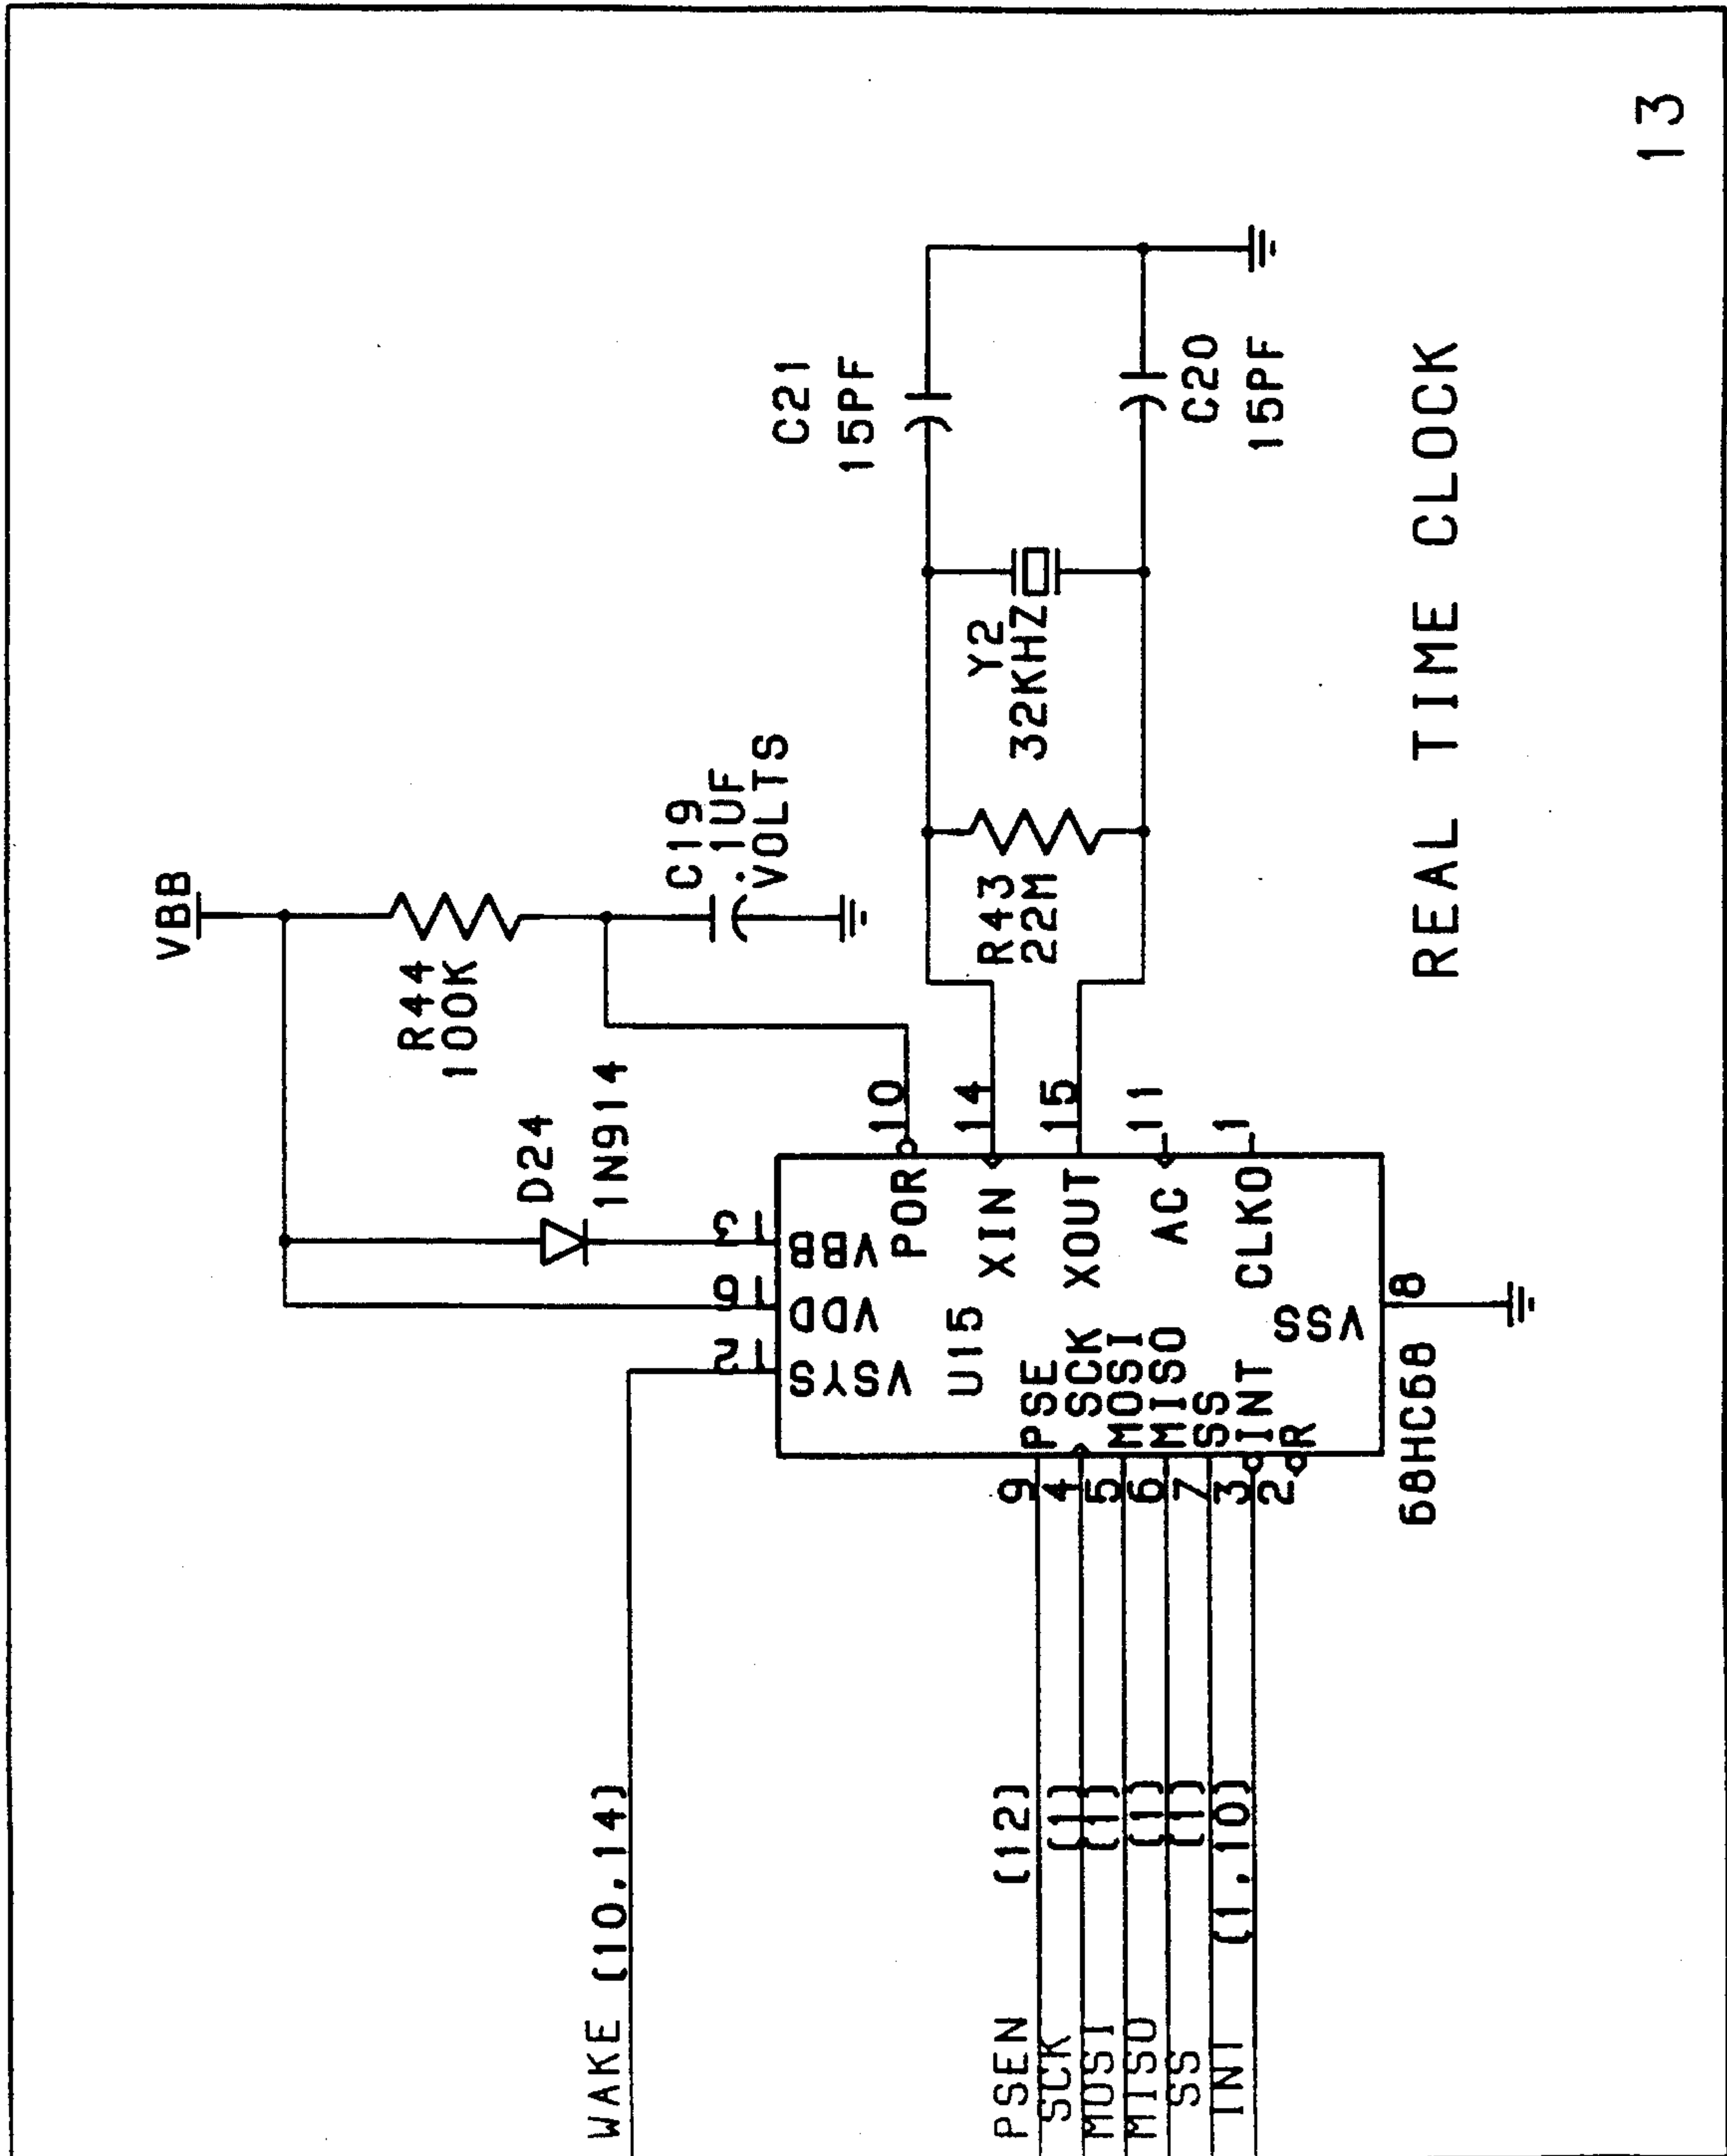 VBB
R44
100K
C19
.1UF
VOLTS
D24
1N914
WAKE (10,14)
12
16
13
VSYS
VDD
VBB
U15
POR
10
XIN
14
XOUT
15
AC
11
CLKO
1
PSEN (12)
9
PSE
SCK (1)
4
SCK
MOSI (1)
5
MOSI
MISO (1)
6
MISO
SS (1)
7
SS
INT (1,10)
3
INT
2
R
VSS
8
68HC68
R43
22M
Y2
32KHZ
C21
15PF
C20
15PF
REAL TIME CLOCK
13